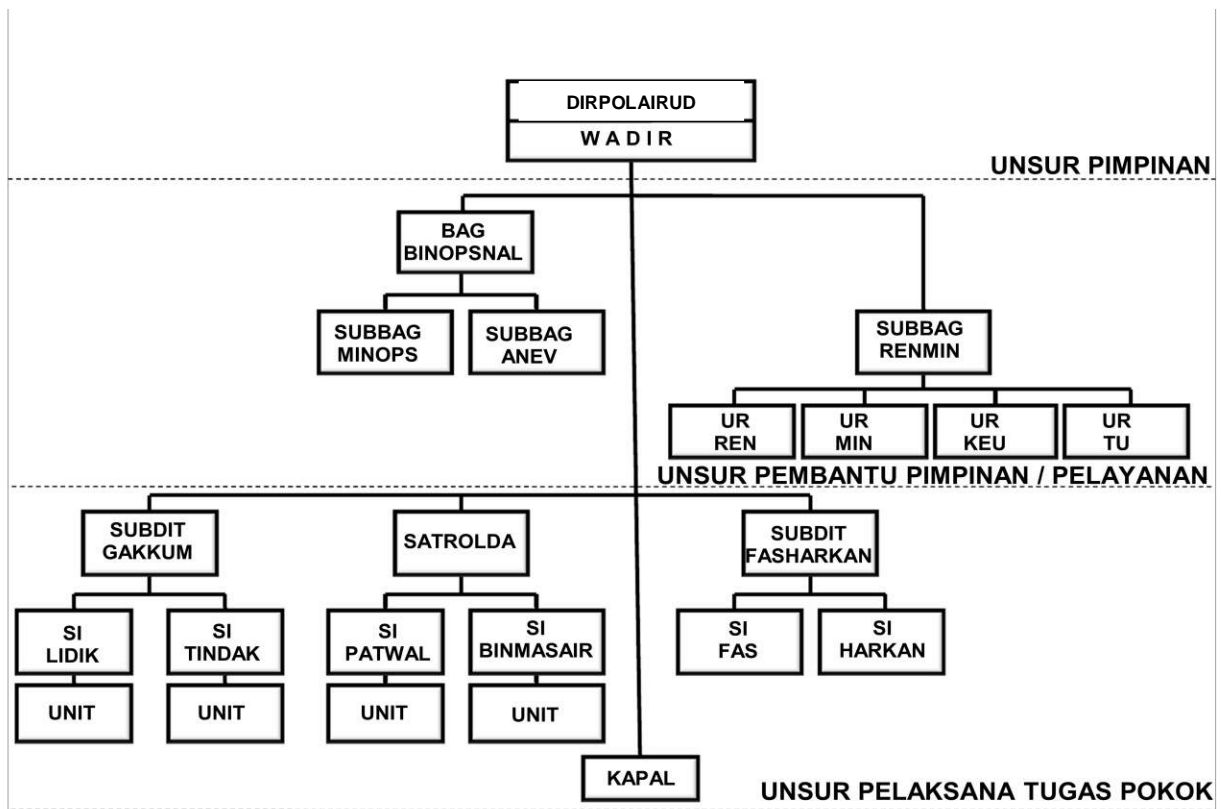 DIRPOLAIRUD
W A D I R
UNSUR PIMPINAN
BAG
BINOPSNAL
SUBBAG
MINOPS
SUBBAG
ANEV
SUBBAG
RENMIN
UR
REN
UR
MIN
UR
KEU
UR
TU
UNSUR PEMBANTU PIMPINAN / PELAYANAN
SUBDIT
GAKKUM
SATROLDA
SUBDIT
FASHARKAN
SI
LIDIK
SI
TINDAK
SI
PATWAL
SI
BINMASAIR
SI
FAS
SI
HARKAN
UNIT
UNIT
UNIT
UNIT
KAPAL
UNSUR PELAKSANA TUGAS POKOK